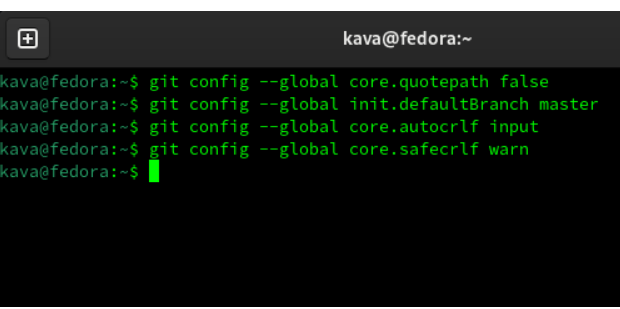 kava@fedora:~
kava@fedora:~$ git config --global core.quotepath false
kava@fedora:~$ git config --global init.defaultBranch master
kava@fedora:~$ git config --global core.autocrlf input
kava@fedora:~$ git config --global core.safecrlf warn
kava@fedora:~$